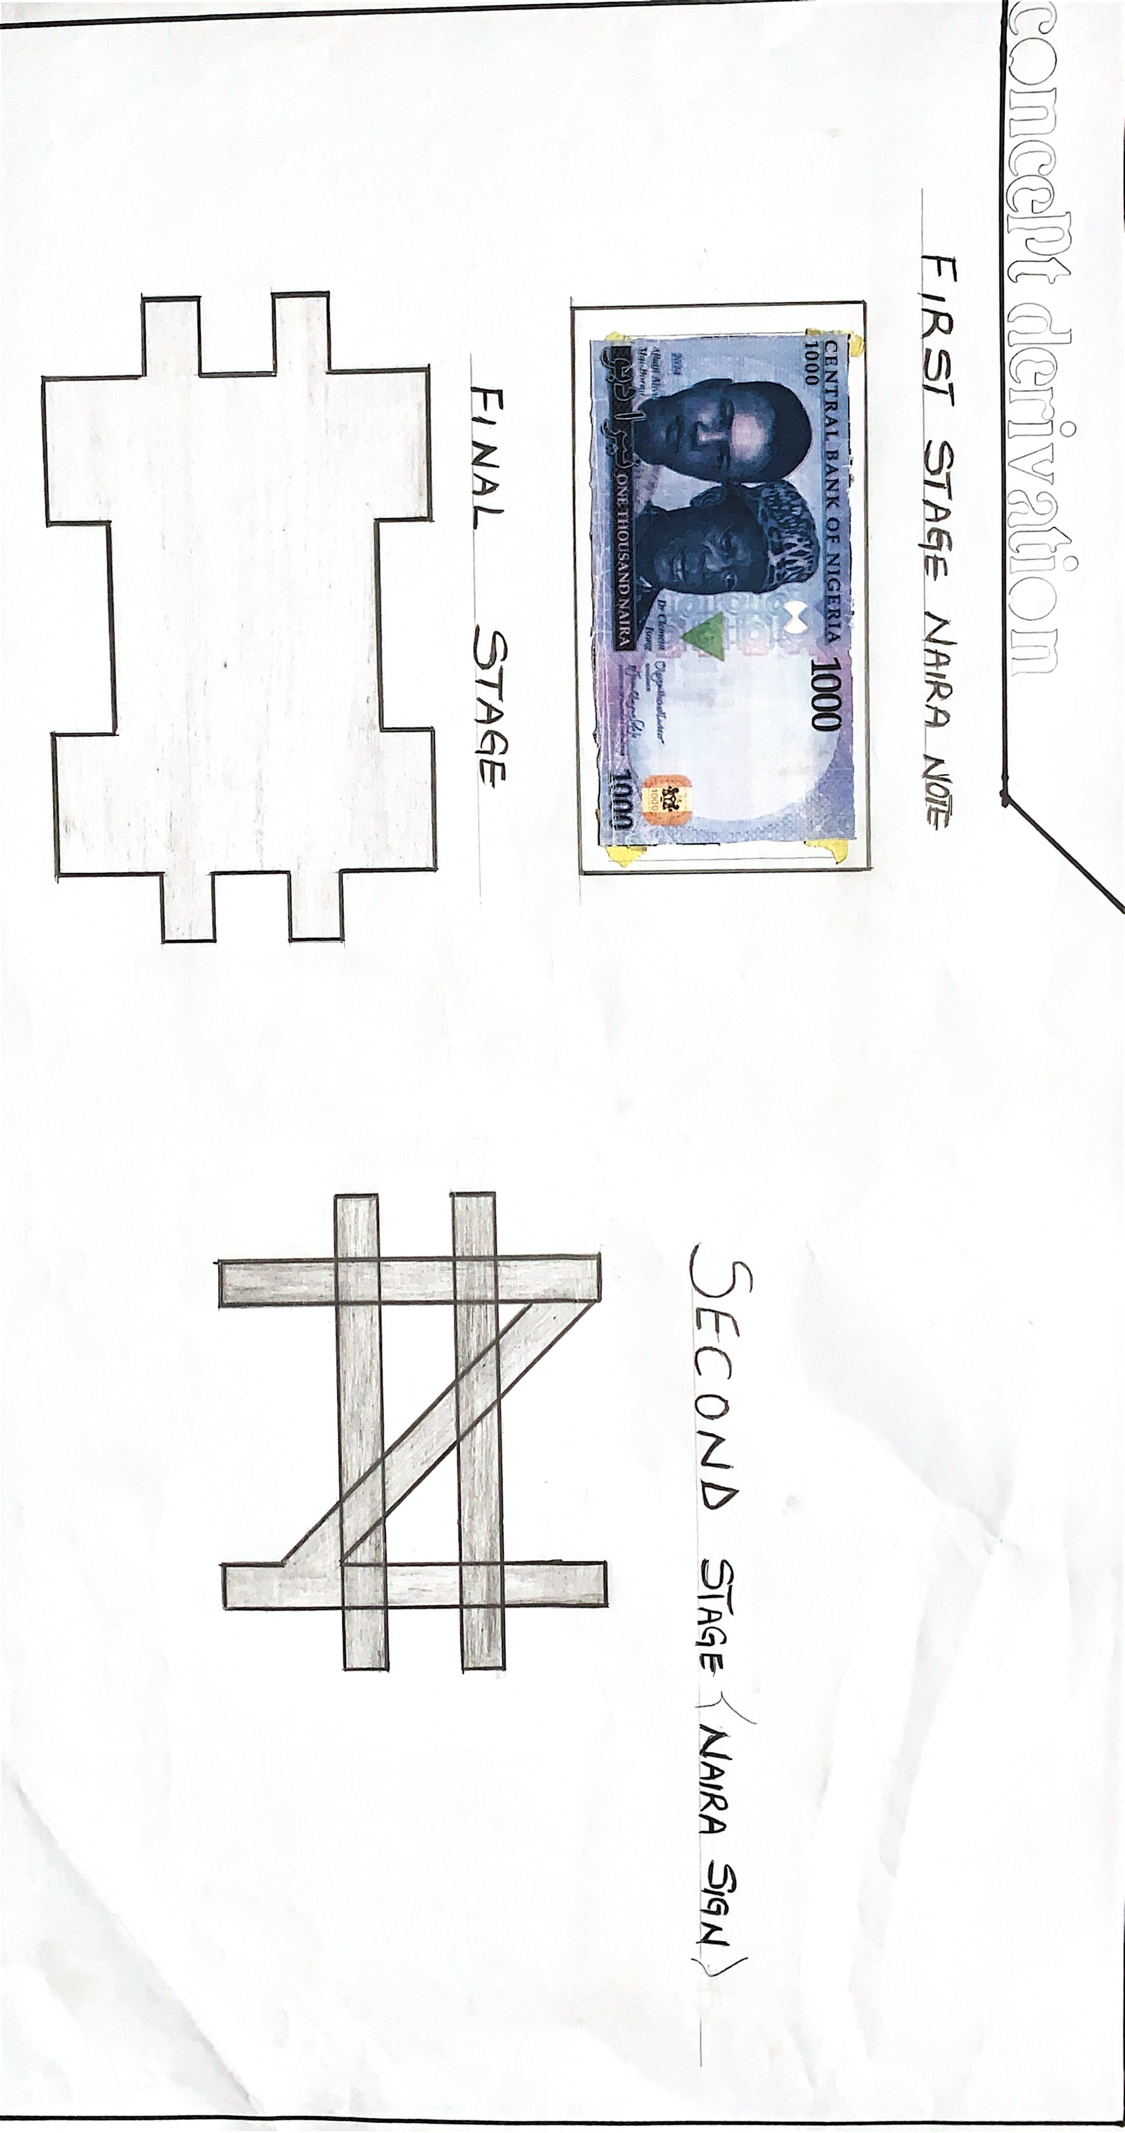 concept derivation
FIRST STAGE NAIRA NOTE
CENTRAL BANK OF NIGERIA
1000
1000
ONE THOUSAND NAIRA
1000
1000
SECOND STAGE (NAIRA SIGN)
FINAL STAGE